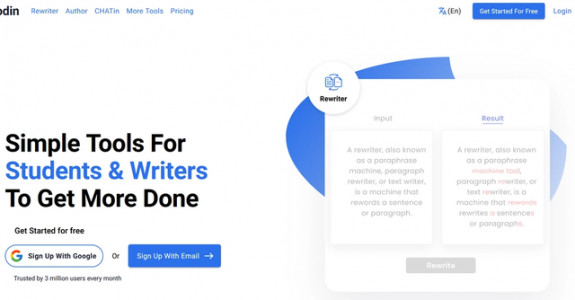 odin Rewriter Author CHATin More Tools Pricing (En) Get Started For Free Login
Rewriter
Input Result
Simple Tools For
Students & Writers
To Get More Done
A rewriter, also known
as a paraphrase
machine, paragraph
rewriter, or text writer,
is a machine that
rewords a sentence
or paragraph.
A rewriter, also known
as a paraphrase
machine tool,
paragraph rewriter, or
text rewriter, is a
machine that rewords
rewrites a sentences
or paragraphs.
Get Started for free
Sign Up With Google Or Sign Up With Email
Rewrite
Trusted by 3 million users every month